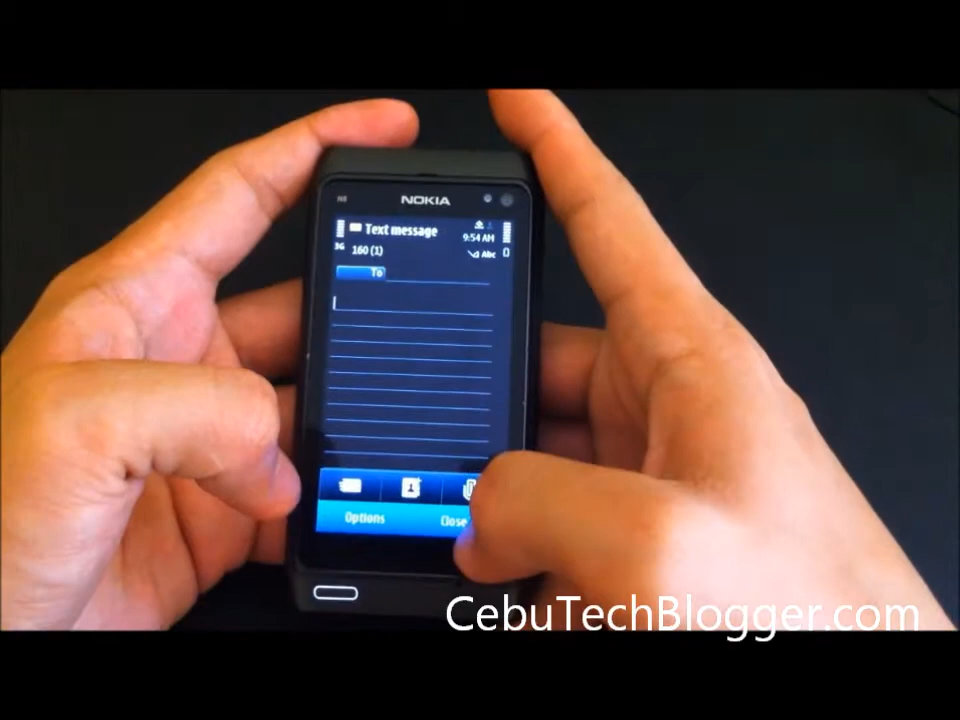 N8
NOKIA
Text message
9:54 AM
3G
160 (1)
Abc
To
Options
Close
CebuTechBlogger.com